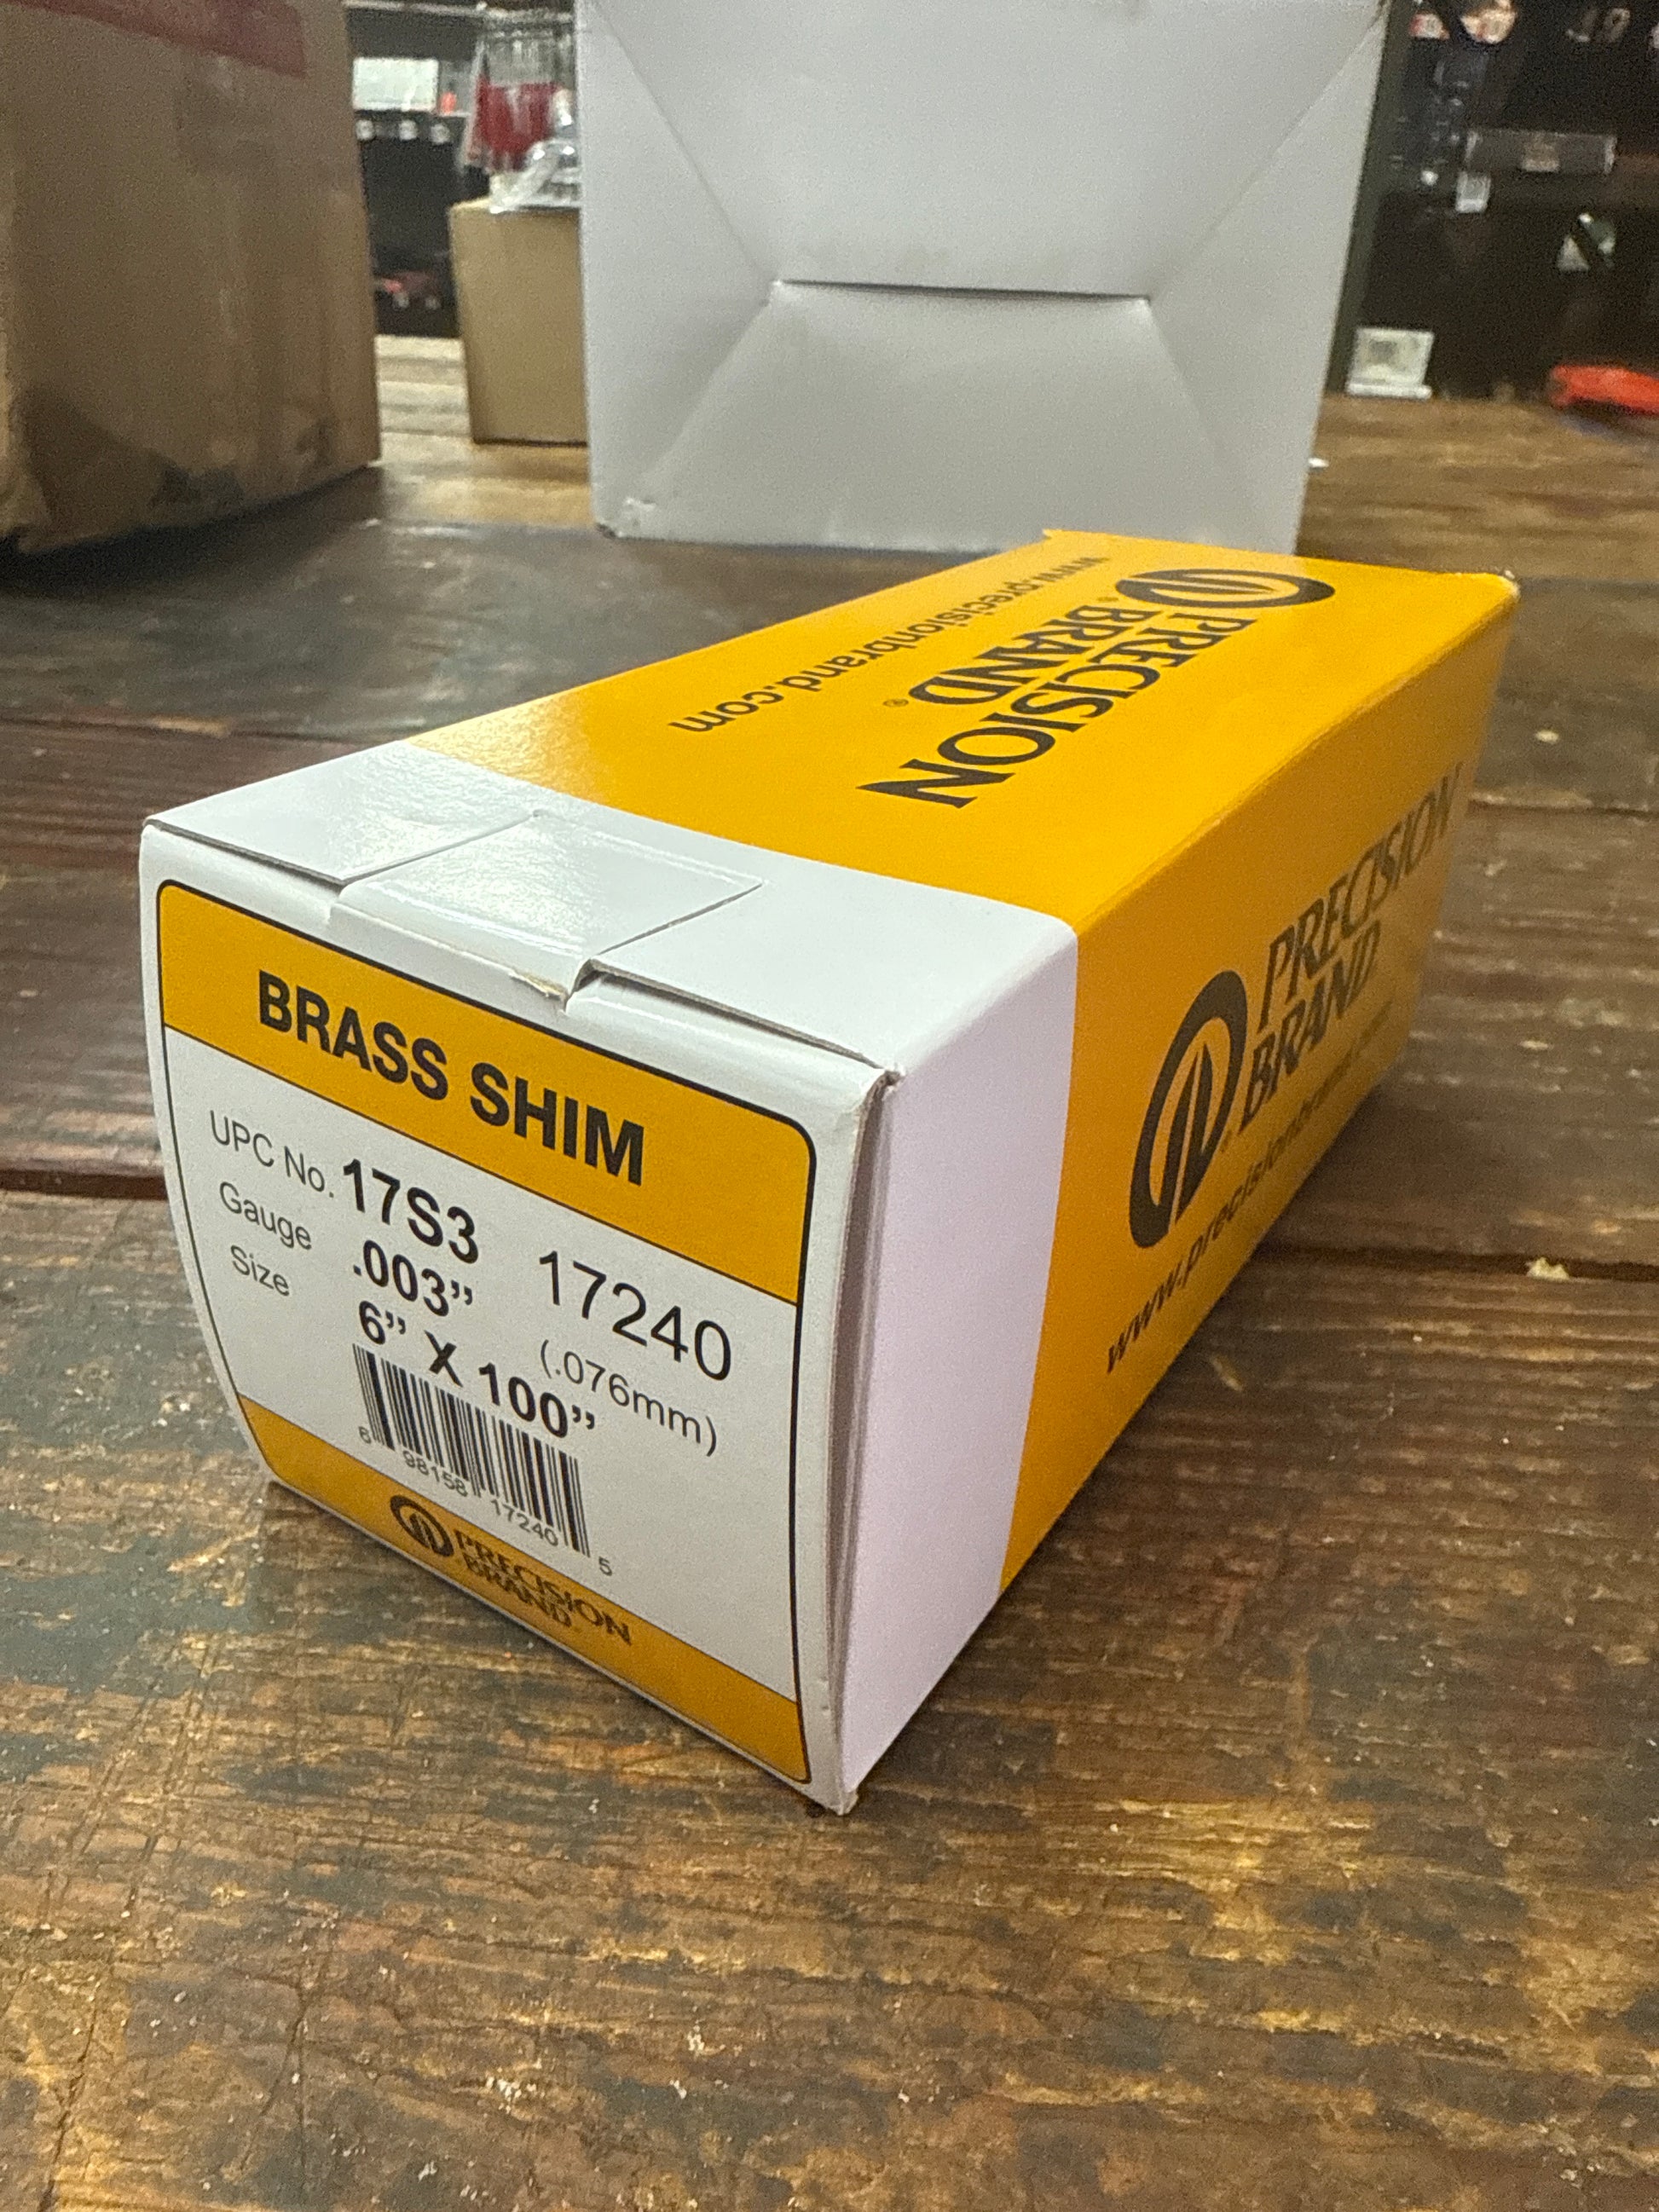 PRECISION
BRAND®
www.precisionbrand.com
PRECISION
BRAND
www.precisionbrand.com
BRASS SHIM
UPC No. 17S3 17240
Gauge .003” (.076mm)
Size 6” X 100”
6 98158 17240 5
PRECISION
BRAND